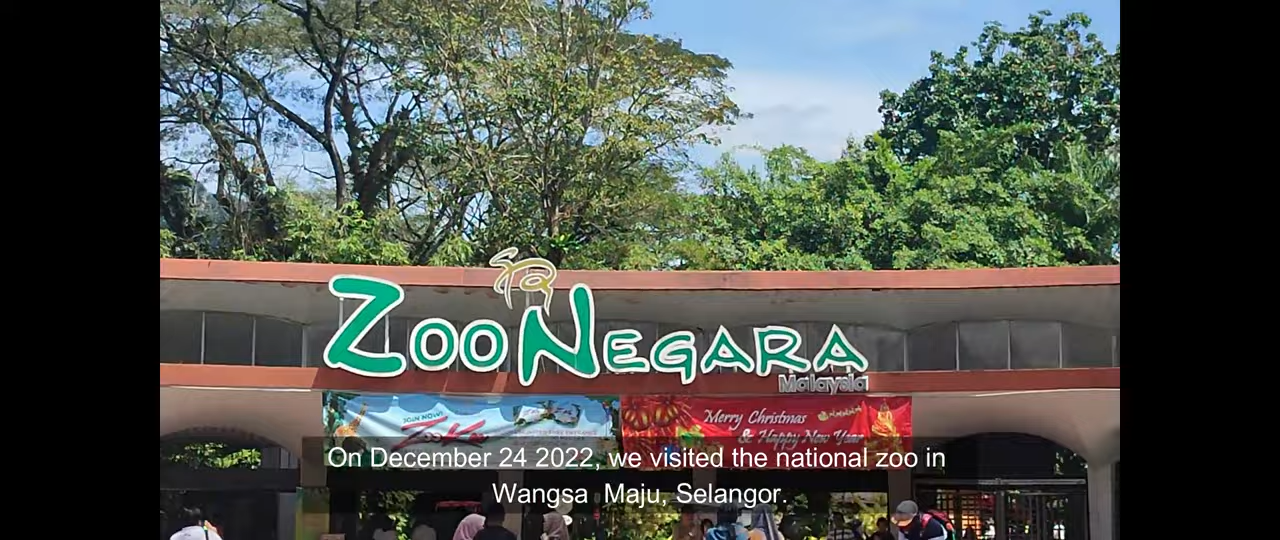 ZOO NEGARA
Malaysia
JOIN NOW!
Merry Christmas
& Happy New Year
On December 24 2022, we visited the national zoo in
Wangsa Maju, Selangor.